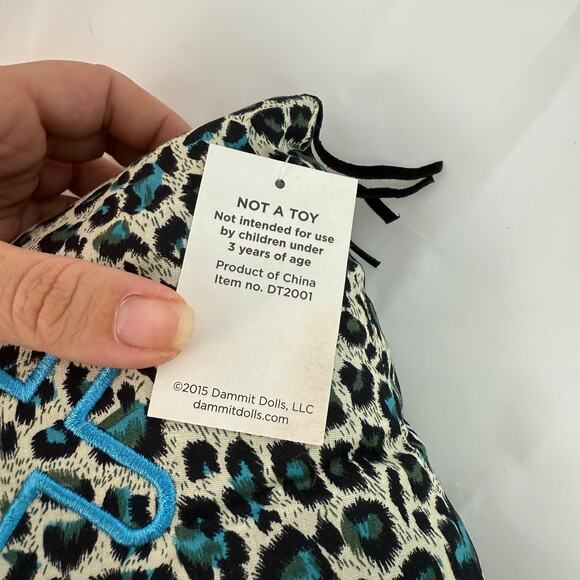 NOT A TOY
Not intended for use
by children under
3 years of age
Product of China
Item no. DT2001
©2015 Dammit Dolls, LLC
dammitdolls.com